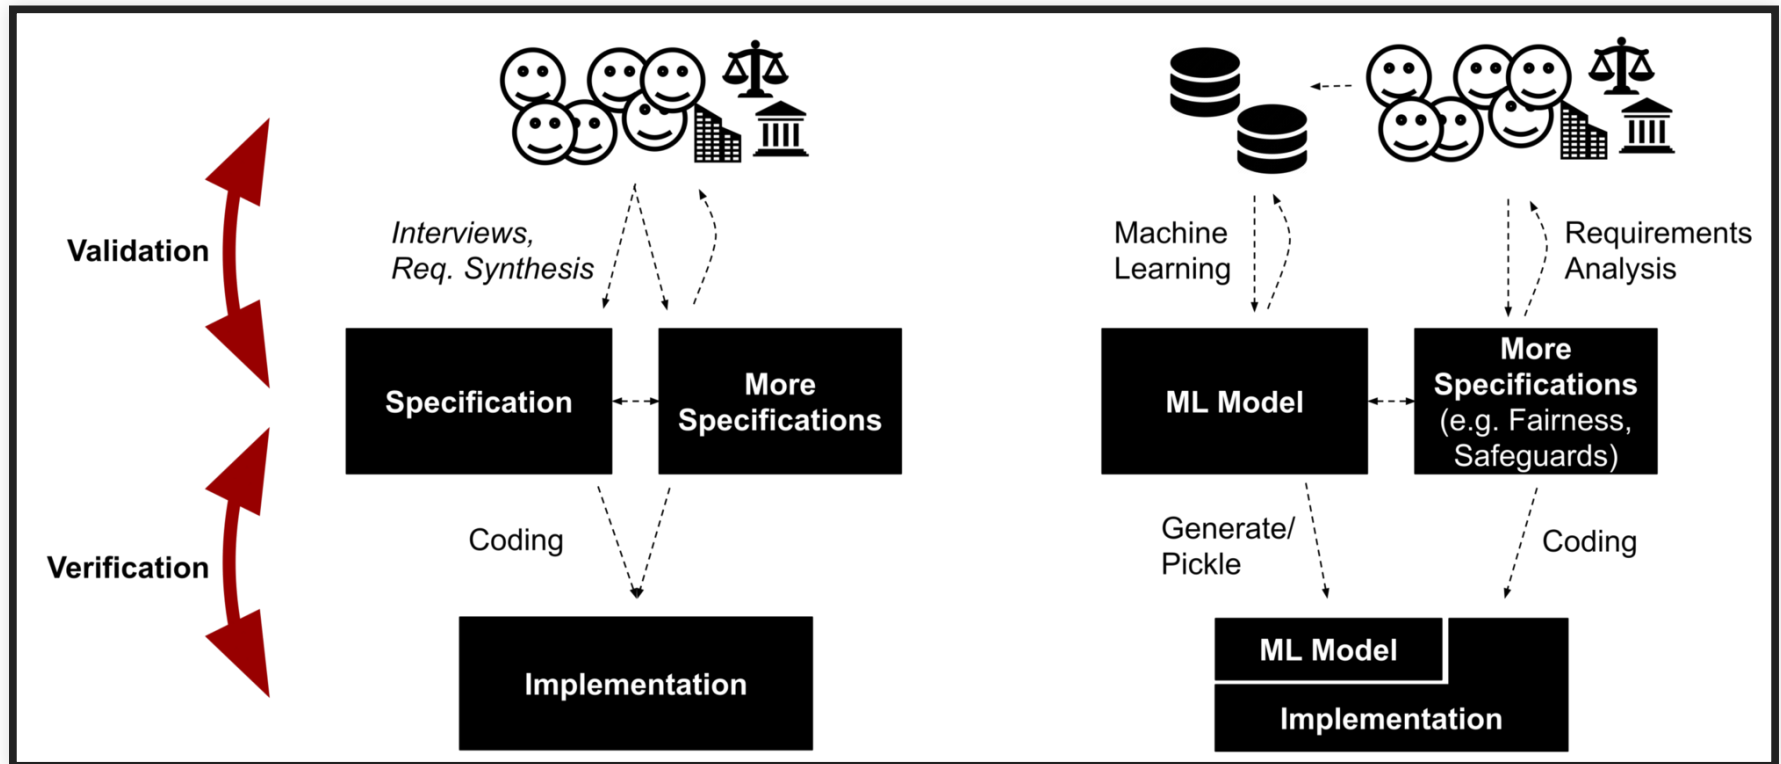 Validation
Interviews,
Req. Synthesis
Machine
Learning
Requirements
Analysis
Specification
More
Specifications
ML Model
More
Specifications
(e.g. Fairness,
Safeguards)
Verification
Coding
Generate/
Pickle
Coding
Implementation
ML Model
Implementation